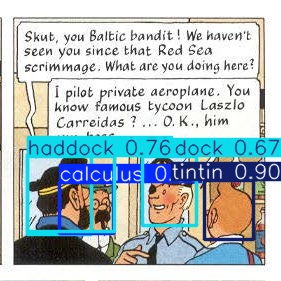 Skut, you Baltic bandit! We haven't
seen you since that Red Sea
scrimmage. What are you doing here?
I pilot private aeroplane. You
know famous tycoon Laszlo
Carreidas? ... O.K., him
haddock 0.76
dock 0.67
calculus 0.
tintin 0.90